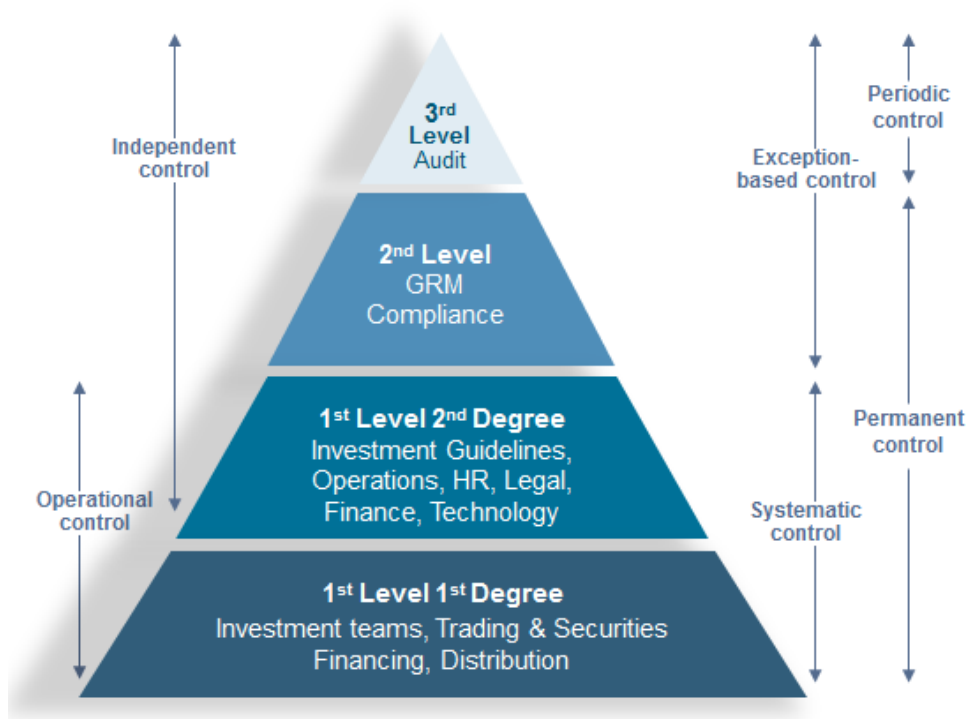 3rd
Level
Audit
2nd Level
GRM
Compliance
1st Level 2nd Degree
Investment Guidelines,
Operations, HR, Legal,
Finance, Technology
1st Level 1st Degree
Investment teams, Trading & Securities
Financing, Distribution
Independent
control
Operational
control
Exception-
based control
Systematic
control
Periodic
control
Permanent
control